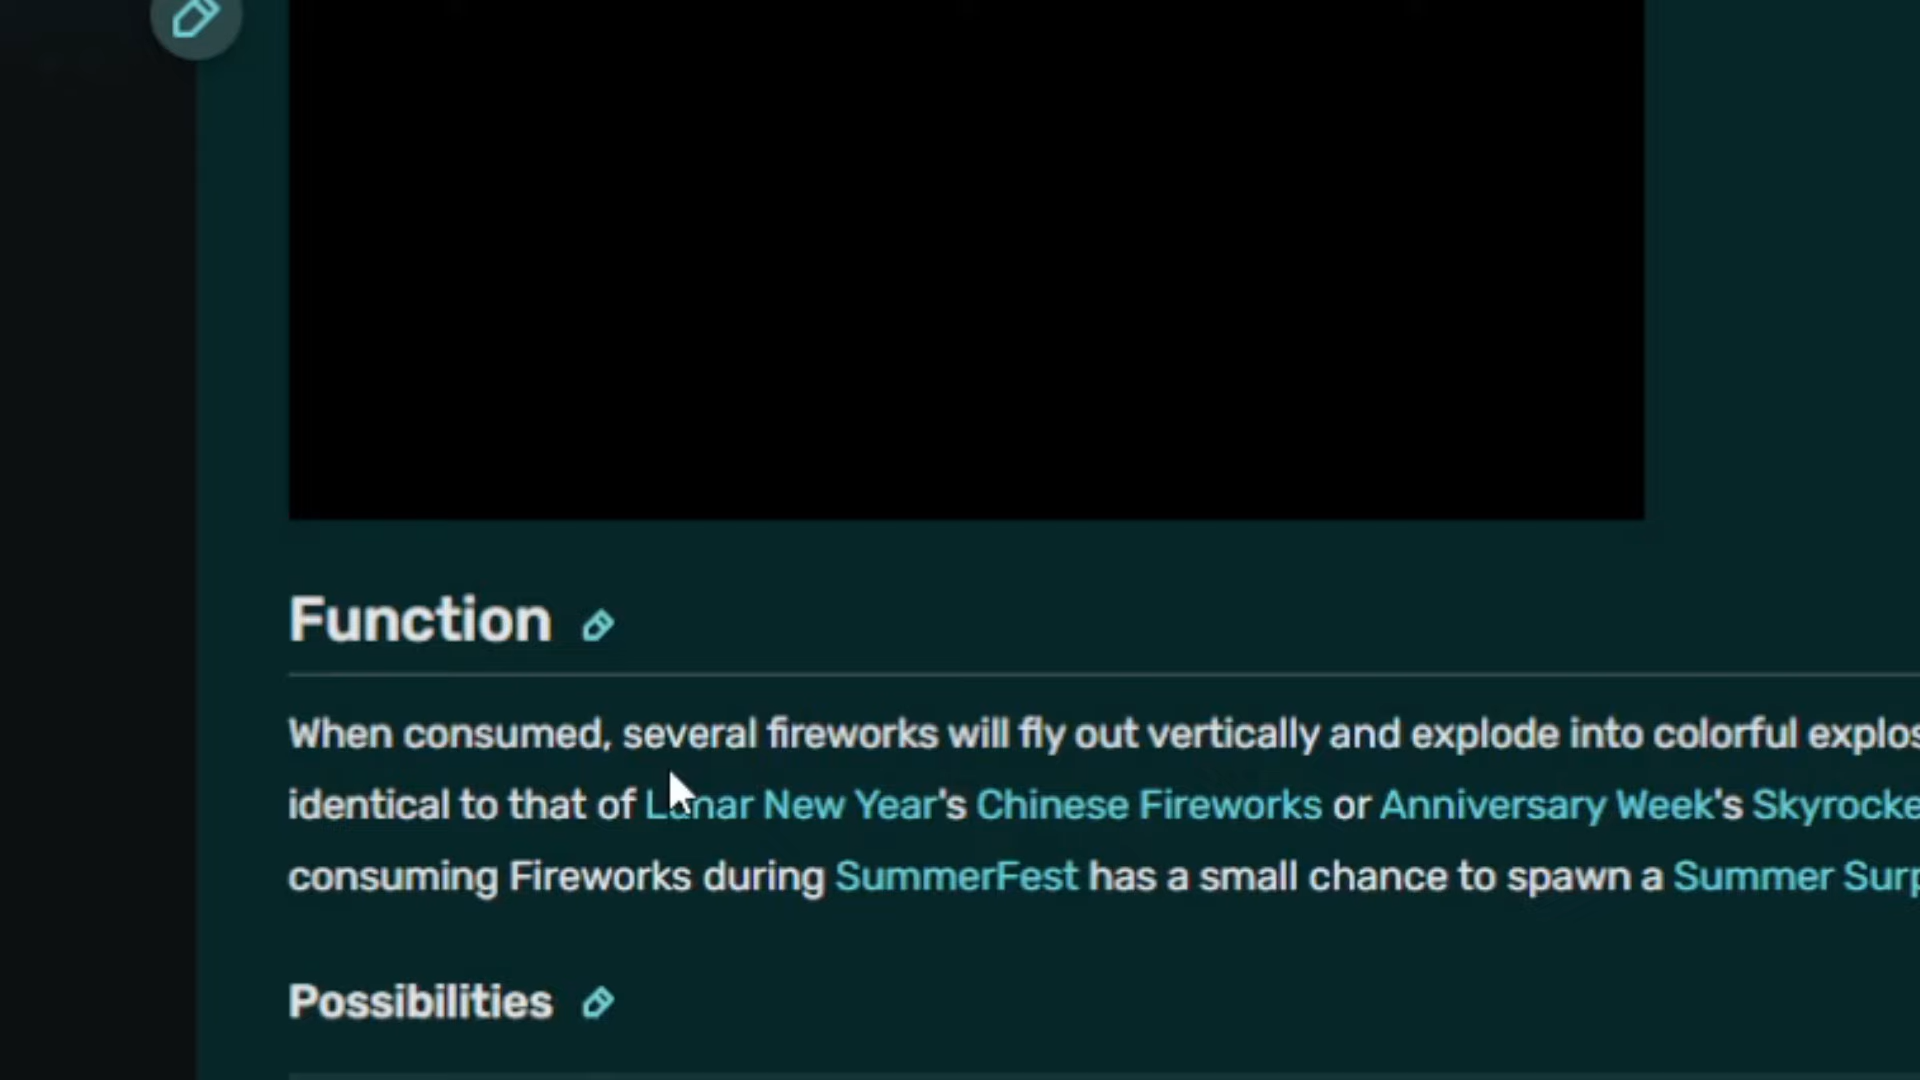 Function
When consumed, several fireworks will fly out vertically and explode into colorful
identical to that of Lunar New Year's Chinese Fireworks or Anniversary Week's
consuming Fireworks during SummerFest has a small chance to spawn a Summer
Possibilities